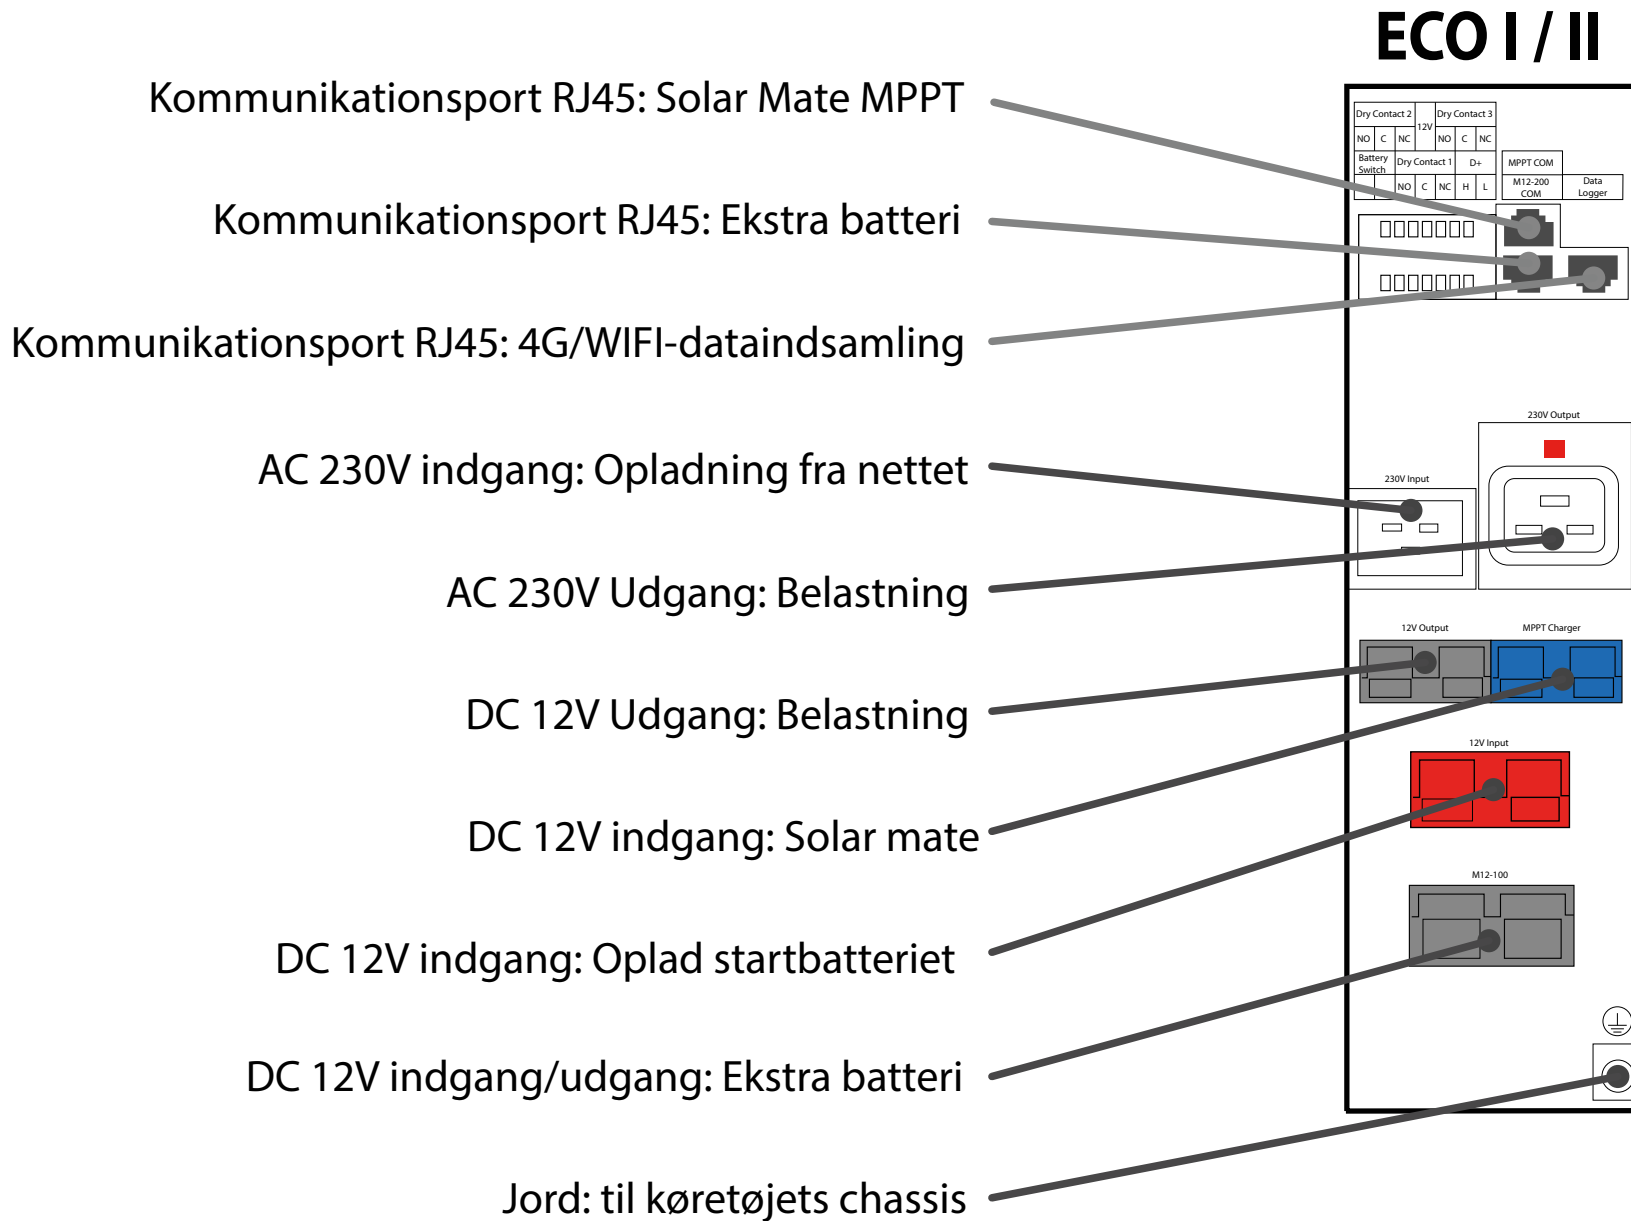 ECO I / II
Kommunikationsport RJ45: Solar Mate MPPT
Kommunikationsport RJ45: Ekstra batteri
Kommunikationsport RJ45: 4G/WIFI-dataindsamling
AC 230V indgang: Opladning fra nettet
AC 230V Udgang: Belastning
DC 12V Udgang: Belastning
DC 12V indgang: Solar mate
DC 12V indgang: Oplad startbatteriet
DC 12V indgang/udgang: Ekstra batteri
Jord: til køretøjets chassis
Dry Contact 2 12V Dry Contact 3
NO C NC NO C NC
Battery Switch Dry Contact 1 D+
NO C NC H L
MPPT COM
M12-200 COM
Data Logger
230V Output
230V Input
12V Output
MPPT Charger
12V Input
M12-100